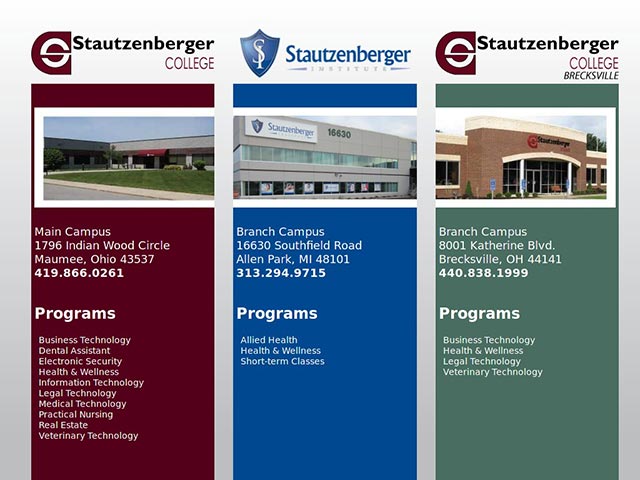 Stautzenberger
COLLEGE
Main Campus
1796 Indian Wood Circle
Maumee, Ohio 43537
419.866.0261
Programs
Business Technology
Dental Assistant
Electronic Security
Health & Wellness
Information Technology
Legal Technology
Medical Technology
Practical Nursing
Real Estate
Veterinary Technology
Stautzenberger
INSTITUTE
Stautzenberger
16630
Branch Campus
16630 Southfield Road
Allen Park, MI 48101
313.294.9715
Programs
Allied Health
Health & Wellness
Short-term Classes
Stautzenberger
COLLEGE
BRECKSVILLE
Stautzenberger
Branch Campus
8001 Katherine Blvd.
Brecksville, OH 44141
440.838.1999
Programs
Business Technology
Health & Wellness
Legal Technology
Veterinary Technology